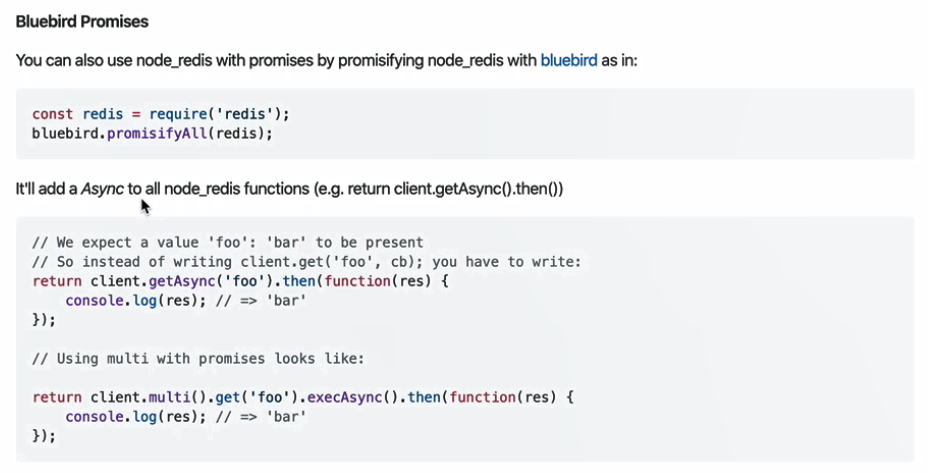 Bluebird Promises
You can also use node_redis with promises by promisifying node_redis with bluebird as in:
const redis = require('redis');
bluebird.promisifyAll(redis);
It'll add a Async to all node_redis functions (e.g. return client.getAsync().then())
// We expect a value 'foo': 'bar' to be present
// So instead of writing client.get('foo', cb); you have to write:
return client.getAsync('foo').then(function(res) {
    console.log(res); // => 'bar'
});
// Using multi with promises looks like:
return client.multi().get('foo').execAsync().then(function(res) {
    console.log(res); // => 'bar'
});